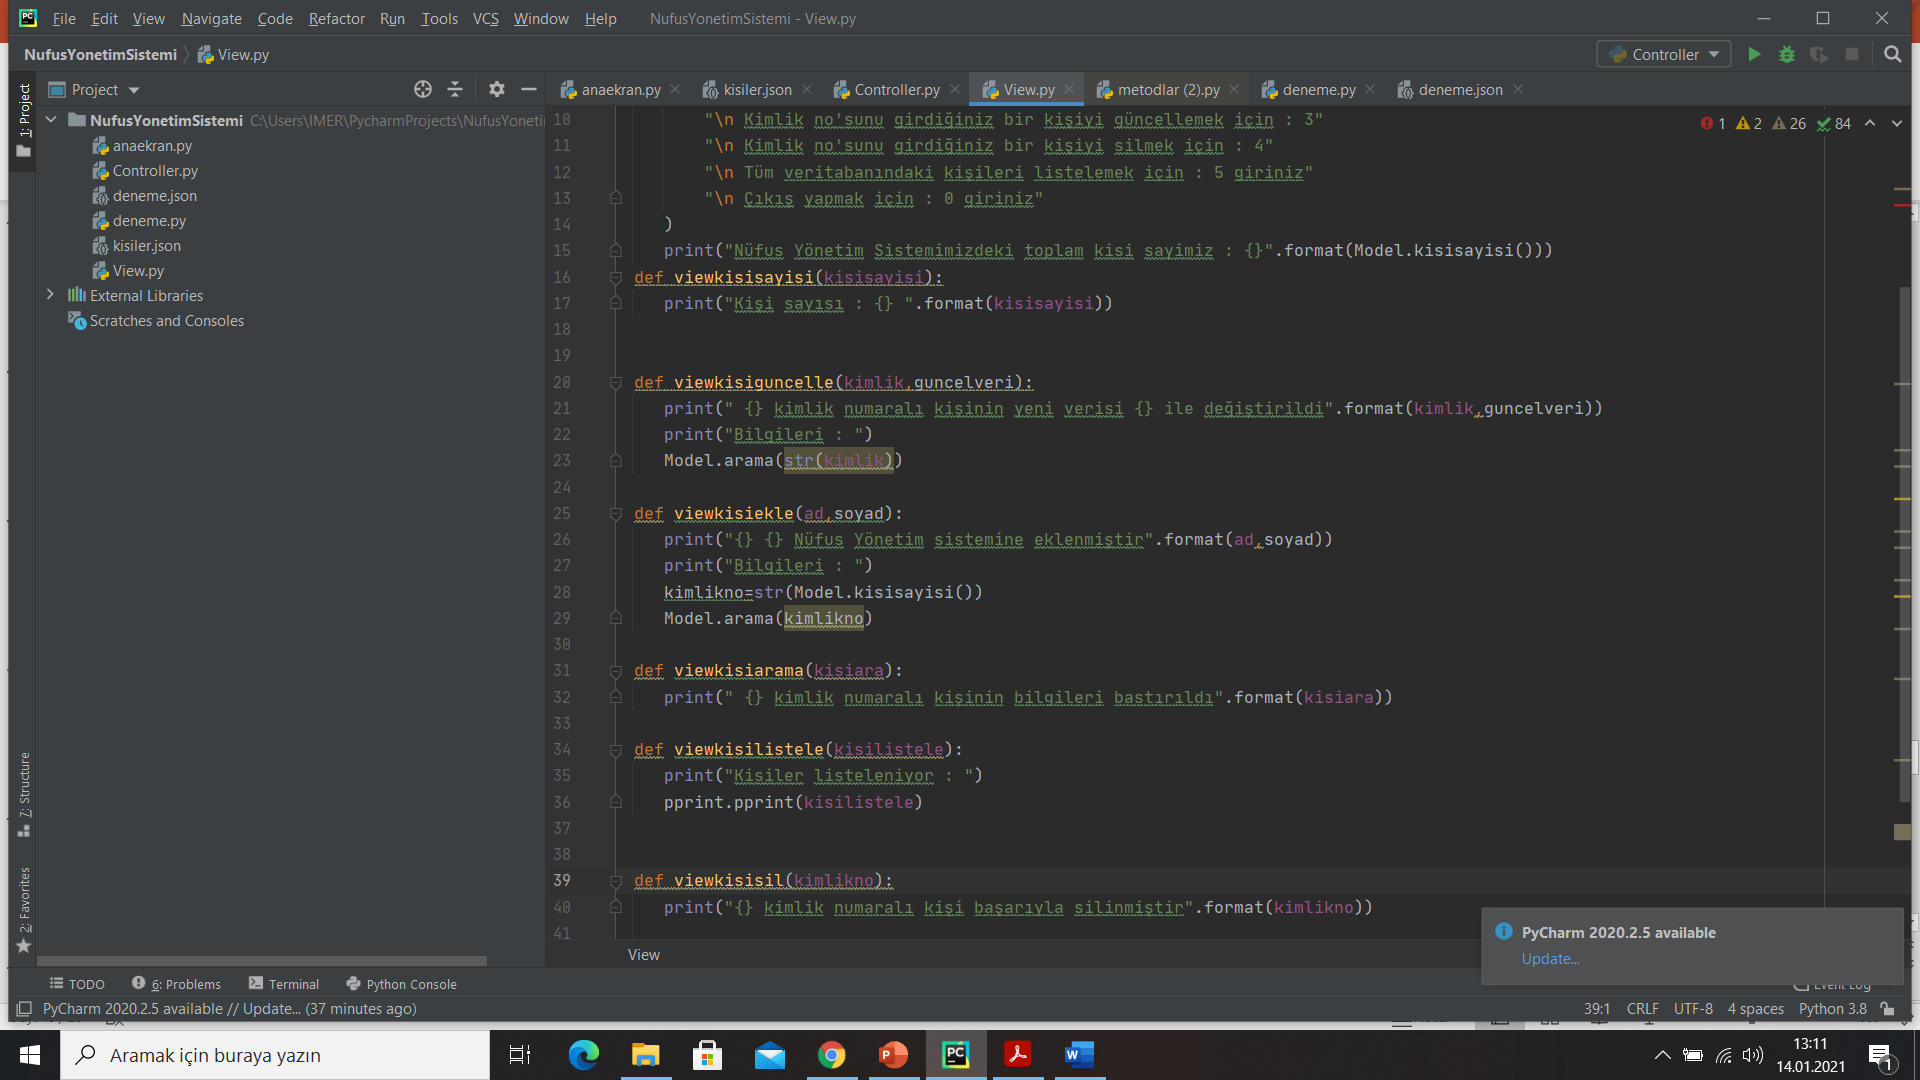 File Edit View Navigate Code Refactor Run Tools VCS Window Help NufusYonetimSistemi - View.py
NufusYonetimSistemi View.py Controller
1: Project
Project
anaekran.py kisiler.json Controller.py View.py metodlar (2).py deneme.py deneme.json
NufusYonetimSistemi C:\Users\IMER\PycharmProjects\NufusYoneti
anaekran.py
Controller.py
deneme.json
deneme.py
kisiler.json
View.py
External Libraries
Scratches and Consoles
1 2 26 84
10 "\n Kimlik no'sunu girdiğiniz bir kişiyi güncellemek için : 3"
11 "\n Kimlik no'sunu girdiğiniz bir kişiyi silmek için : 4"
12 "\n Tüm veritabanındaki kişileri listelemek için : 5 giriniz"
13 "\n Çıkış yapmak için : 0 giriniz"
14 )
15 print("Nüfus Yönetim Sistemimizdeki toplam kisi sayimiz : {}".format(Model.kisisayisi()))
16 def viewkisisayisi(kisisayisi):
17 print("Kişi sayısı : {} ".format(kisisayisi))
18
19
20 def viewkisiguncelle(kimlik,guncelveri):
21 print(" {} kimlik numaralı kişinin yeni verisi {} ile değiştirildi".format(kimlik,guncelveri))
22 print("Bilgileri : ")
23 Model.arama(str(kimlik))
24
25 def viewkisiekle(ad,soyad):
26 print("{} {} Nüfus Yönetim sistemine eklenmiştir".format(ad,soyad))
27 print("Bilgileri : ")
28 kimlikno=str(Model.kisisayisi())
29 Model.arama(kimlikno)
30
31 def viewkisiarama(kisiara):
32 print(" {} kimlik numaralı kişinin bilgileri bastırıldı".format(kisiara))
33
34 def viewkisilistele(kisilistele):
35 print("Kisiler listeleniyor : ")
36 pprint.pprint(kisilistele)
37
38
39 def viewkisisil(kimlikno):
40 print("{} kimlik numaralı kişi başarıyla silinmiştir".format(kimlikno))
41
View
7: Structure
2: Favorites
PyCharm 2020.2.5 available
Update...
TODO 6: Problems Terminal Python Console Event Log
PyCharm 2020.2.5 available // Update... (37 minutes ago) 39:1 CRLF UTF-8 4 spaces Python 3.8
Aramak için buraya yazın
13:11
14.01.2021
1